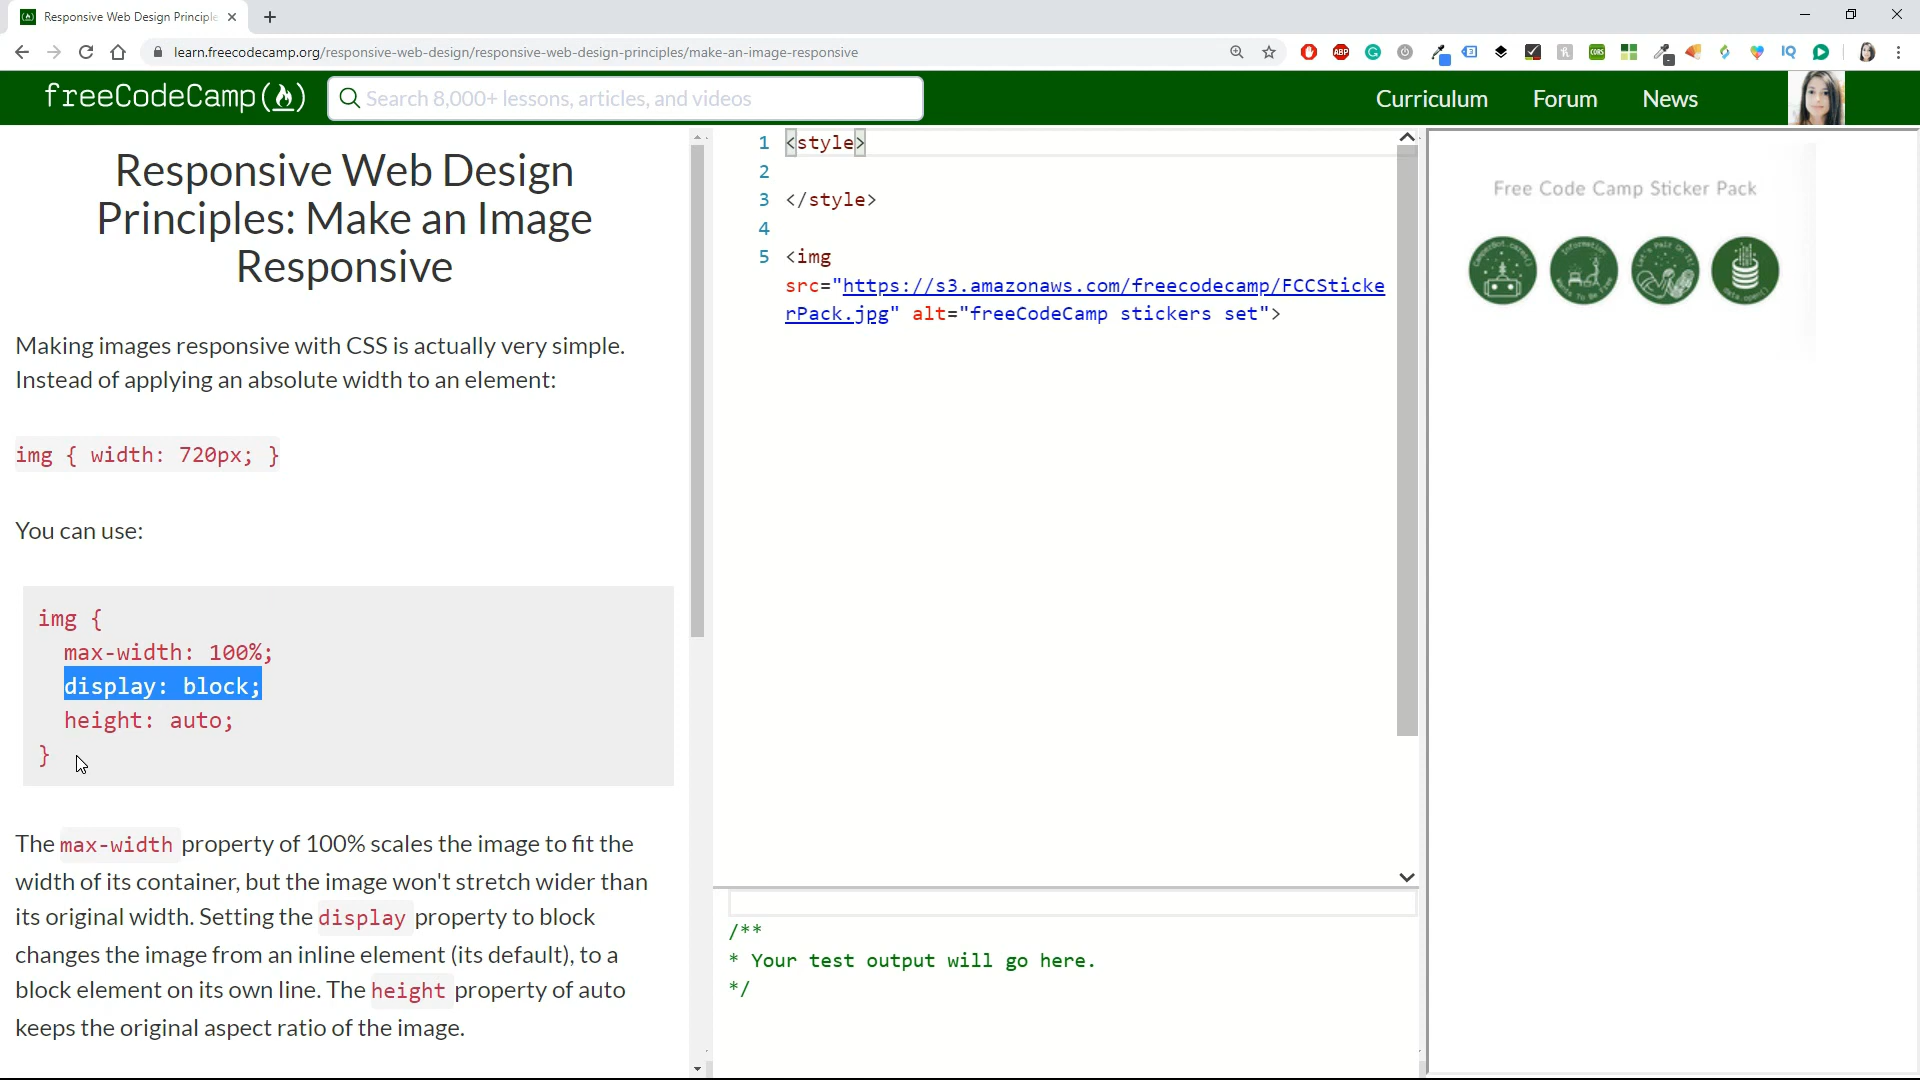 Responsive Web Design Principle
learn.freecodecamp.org/responsive-web-design/responsive-web-design-principles/make-an-image-responsive
freeCodeCamp
Search 8,000+ lessons, articles, and videos
Curriculum
Forum
News
Responsive Web Design
Principles: Make an Image
Responsive
Making images responsive with CSS is actually very simple.
Instead of applying an absolute width to an element:
img { width: 720px; }
You can use:
img {
max-width: 100%;
display: block;
height: auto;
}
The max-width property of 100% scales the image to fit the
width of its container, but the image won't stretch wider than
its original width. Setting the display property to block
changes the image from an inline element (its default), to a
block element on its own line. The height property of auto
keeps the original aspect ratio of the image.
1 <style>
2
3 </style>
4
5 <img
src="https://s3.amazonaws.com/freecodecamp/FCCSticke
rPack.jpg" alt="freeCodeCamp stickers set">
/**
* Your test output will go here.
*/
Free Code Camp Sticker Pack